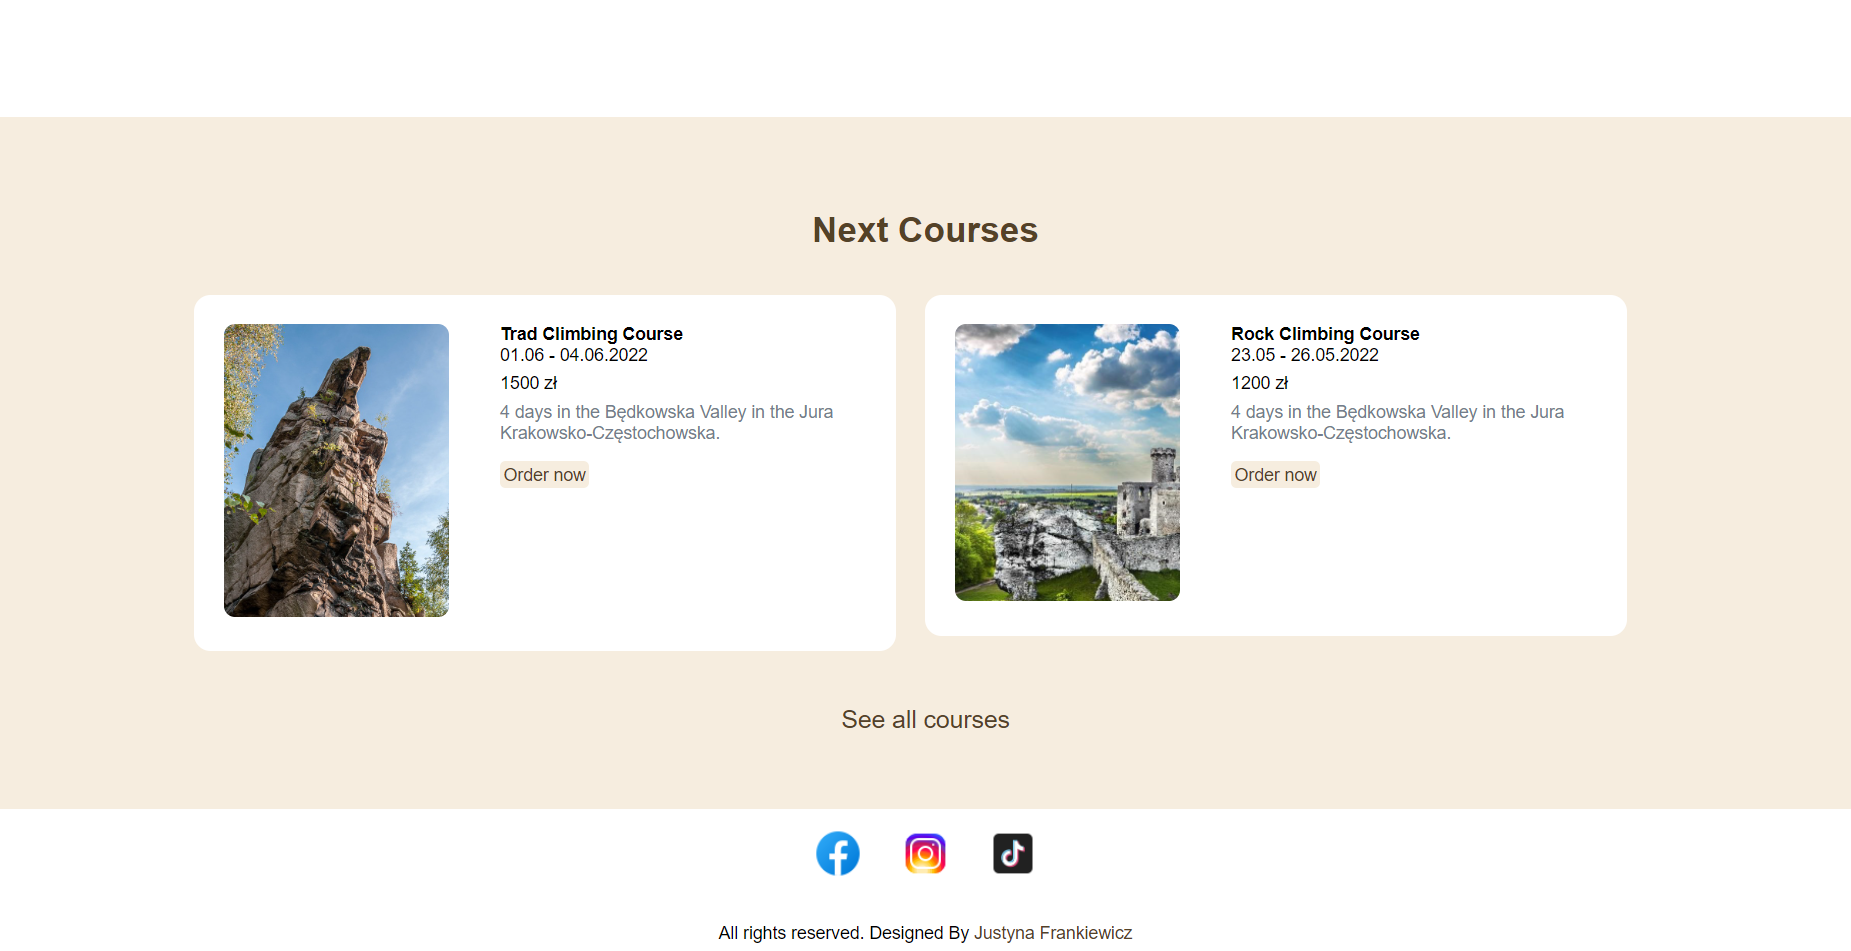 Next Courses
Trad Climbing Course
01.06 - 04.06.2022
1500 zł
4 days in the Będkowska Valley in the Jura
Krakowsko-Częstochowska.
Order now
Rock Climbing Course
23.05 - 26.05.2022
1200 zł
4 days in the Będkowska Valley in the Jura
Krakowsko-Częstochowska.
Order now
See all courses
All rights reserved. Designed By Justyna Frankiewicz